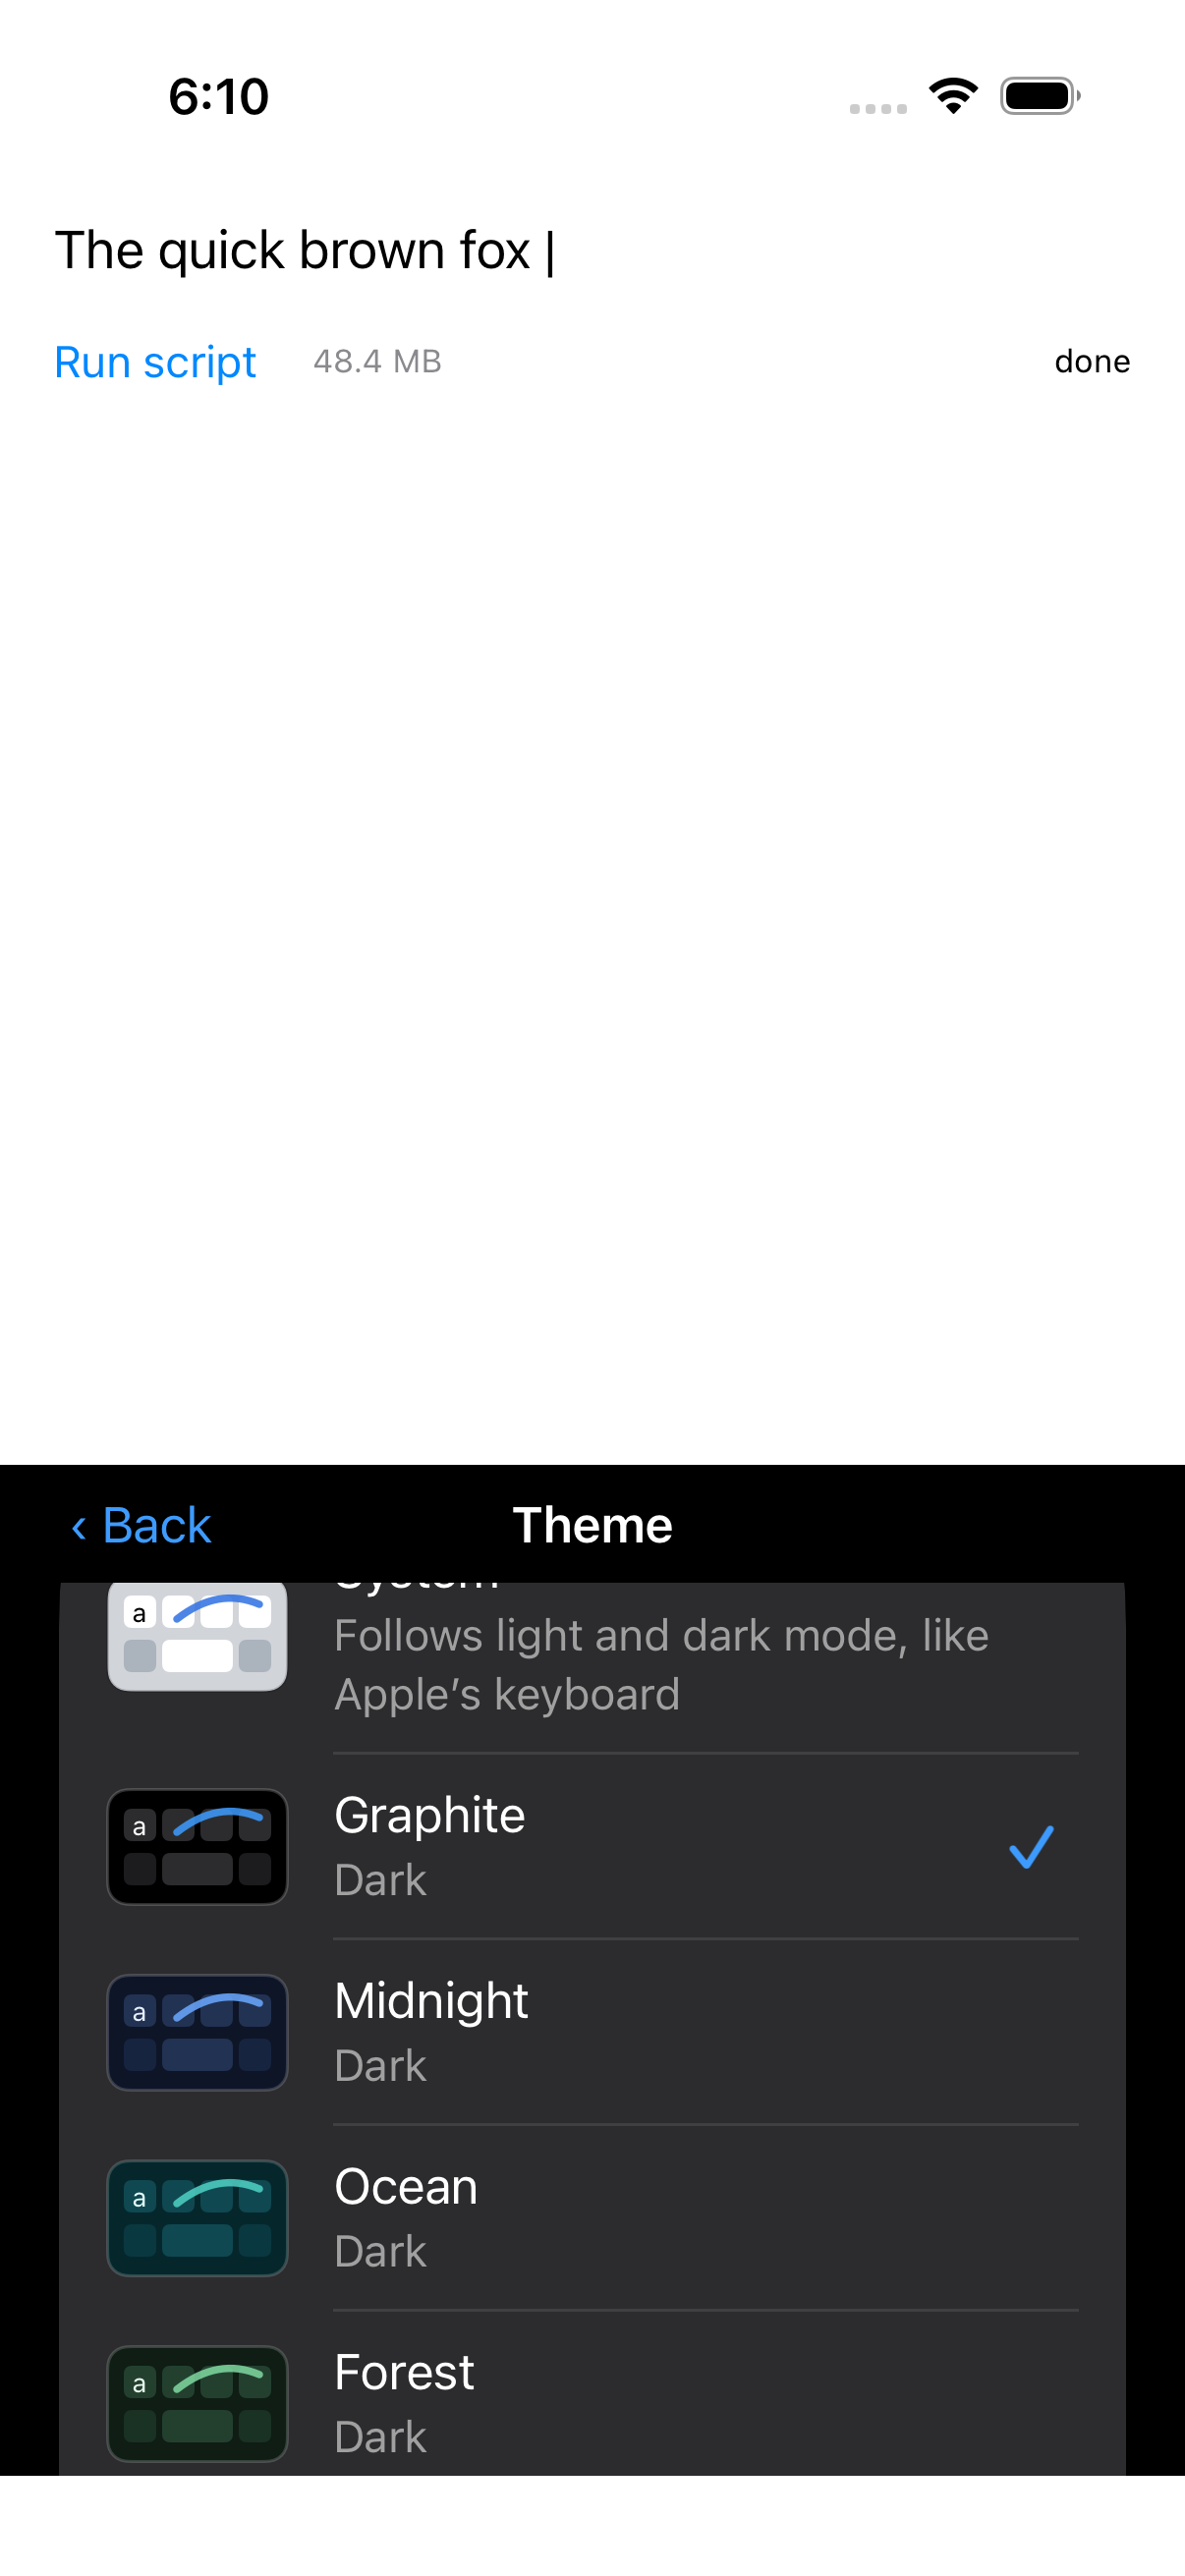 6:10
The quick brown fox
Run script 48.4 MB done
‹ Back Theme
System
a
Follows light and dark mode, like
Apple’s keyboard
a
Graphite
Dark
a
Midnight
Dark
a
Ocean
Dark
a
Forest
Dark